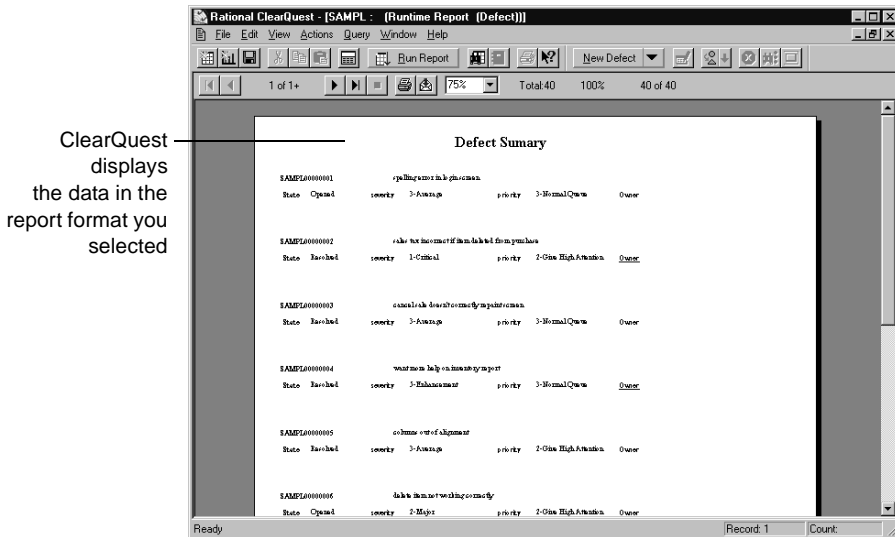 Rational ClearQuest - [SAMPL : (Runtime Report (Defect))]
File Edit View Actions Query Window Help
Run Report New Defect
1 of 1+ 75% Total:40 100% 40 of 40
ClearQuest
displays
the data in the
report format you
selected
Defect Sumary
SAMPL00000001 spelling error in login screen
State Opened severity 3-Average priority 3-Normal Queue Owner
SAMPL00000002 sales tax incorrect if item deleted from purchase
State Resolved severity 1-Critical priority 2-Give High Attention Owner
SAMPL00000003 cancel sale doesn't correctly repaint screen
State Resolved severity 3-Average priority 3-Normal Queue Owner
SAMPL00000004 want more help on inventory report
State Resolved severity 5-Enhancement priority 3-Normal Queue Owner
SAMPL00000005 columns out of alignment
State Resolved severity 3-Average priority 2-Give High Attention Owner
SAMPL00000006 delete item not working correctly
State Opened severity 2-Major priority 2-Give High Attention Owner
Ready Record: 1 Count: